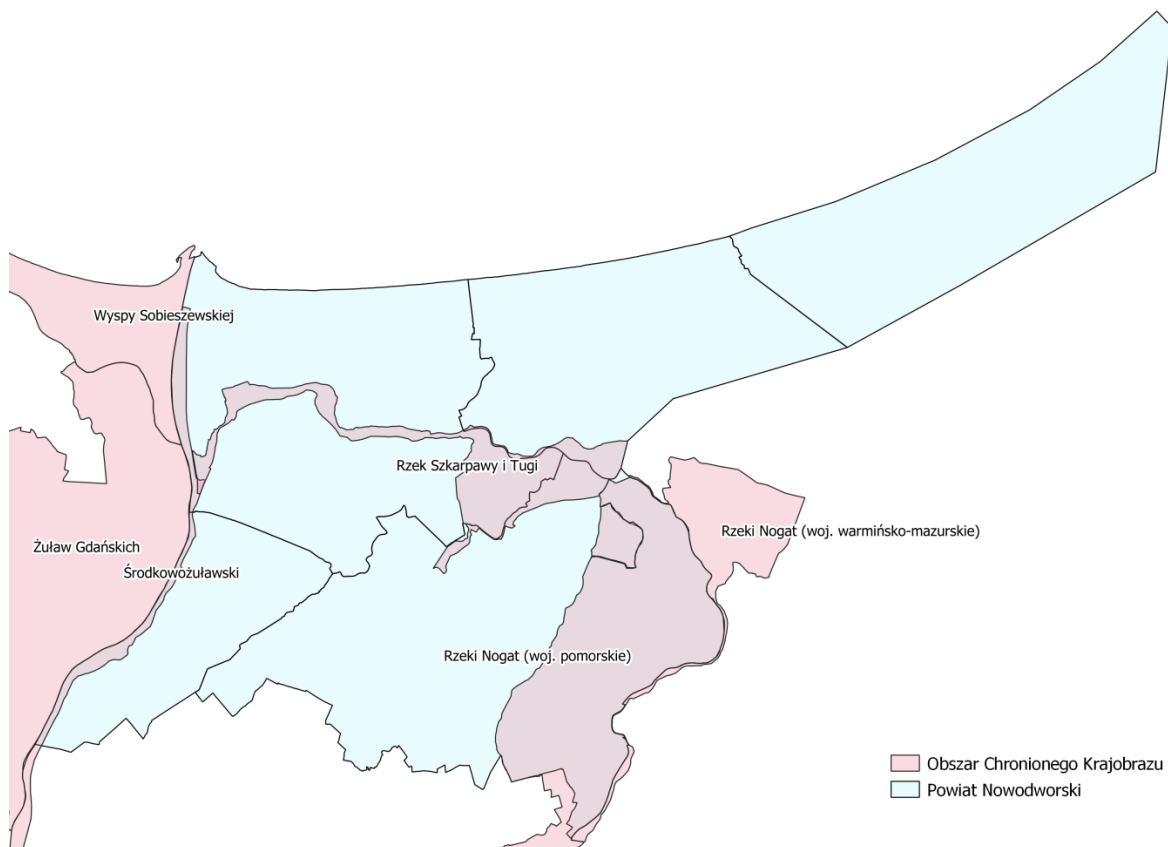 Wyspy Sobieszewskiej
Rzek Szkarpawy i Tugi
Rzeki Nogat (woj. warmińsko-mazurskie)
Żuław Gdańskich
Środkowożuławski
Rzeki Nogat (woj. pomorskie)
Obszar Chronionego Krajobrazu
Powiat Nowodworski